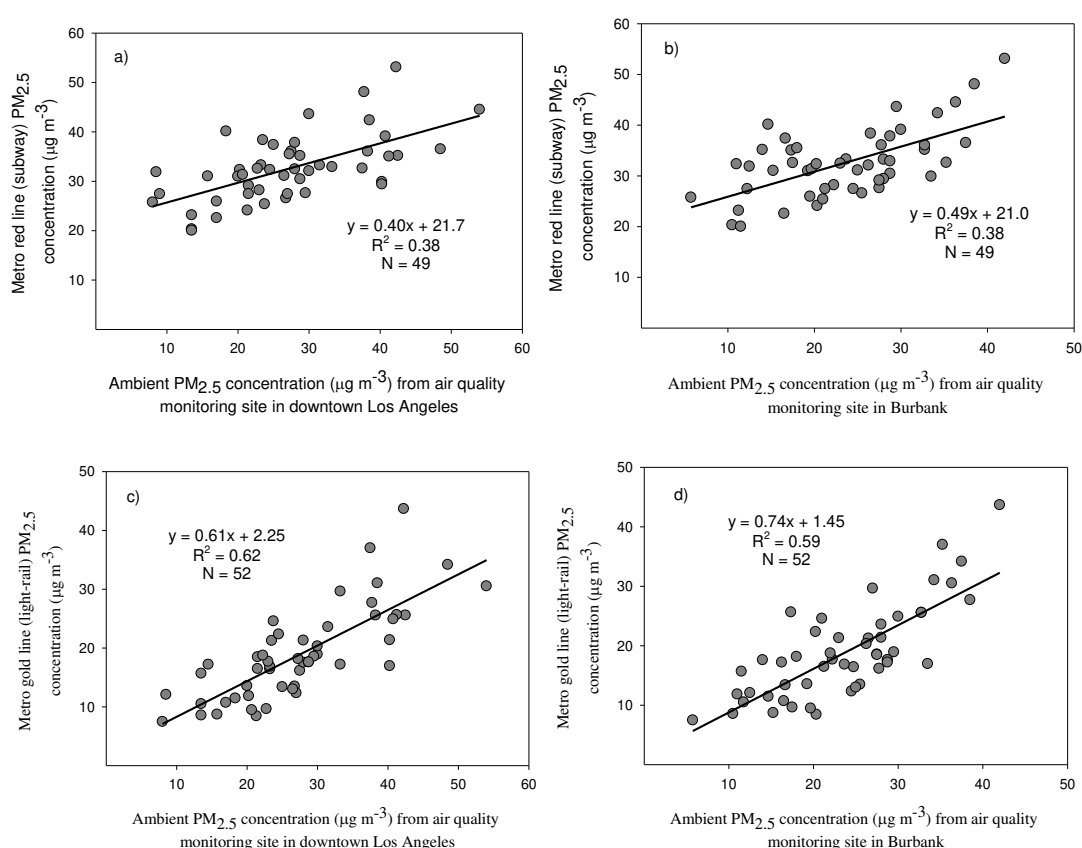 a)
Metro red line (subway) PM2.5
concentration (μg m-3)
60
50
40
30
20
10
y = 0.40x + 21.7
R2 = 0.38
N = 49
10 20 30 40 50 60
Ambient PM2.5 concentration (μg m-3) from air quality
monitoring site in downtown Los Angeles
b)
Metro red line (subway) PM2.5
concentration (μg m-3)
60
50
40
30
20
10
y = 0.49x + 21.0
R2 = 0.38
N = 49
10 20 30 40 50
Ambient PM2.5 concentration (μg m-3) from air quality
monitoring site in Burbank
c)
Metro gold line (light-rail) PM2.5
concentration (μg m-3)
50
40
30
20
10
y = 0.61x + 2.25
R2 = 0.62
N = 52
10 20 30 40 50 60
Ambient PM2.5 concentration (μg m-3) from air quality
monitoring site in downtown Los Angeles
d)
Metro gold line (light-rail) PM2.5
concentration (μg m-3)
50
40
30
20
10
y = 0.74x + 1.45
R2 = 0.59
N = 52
10 20 30 40 50
Ambient PM2.5 concentration (μg m-3) from air quality
monitoring site in Burbank